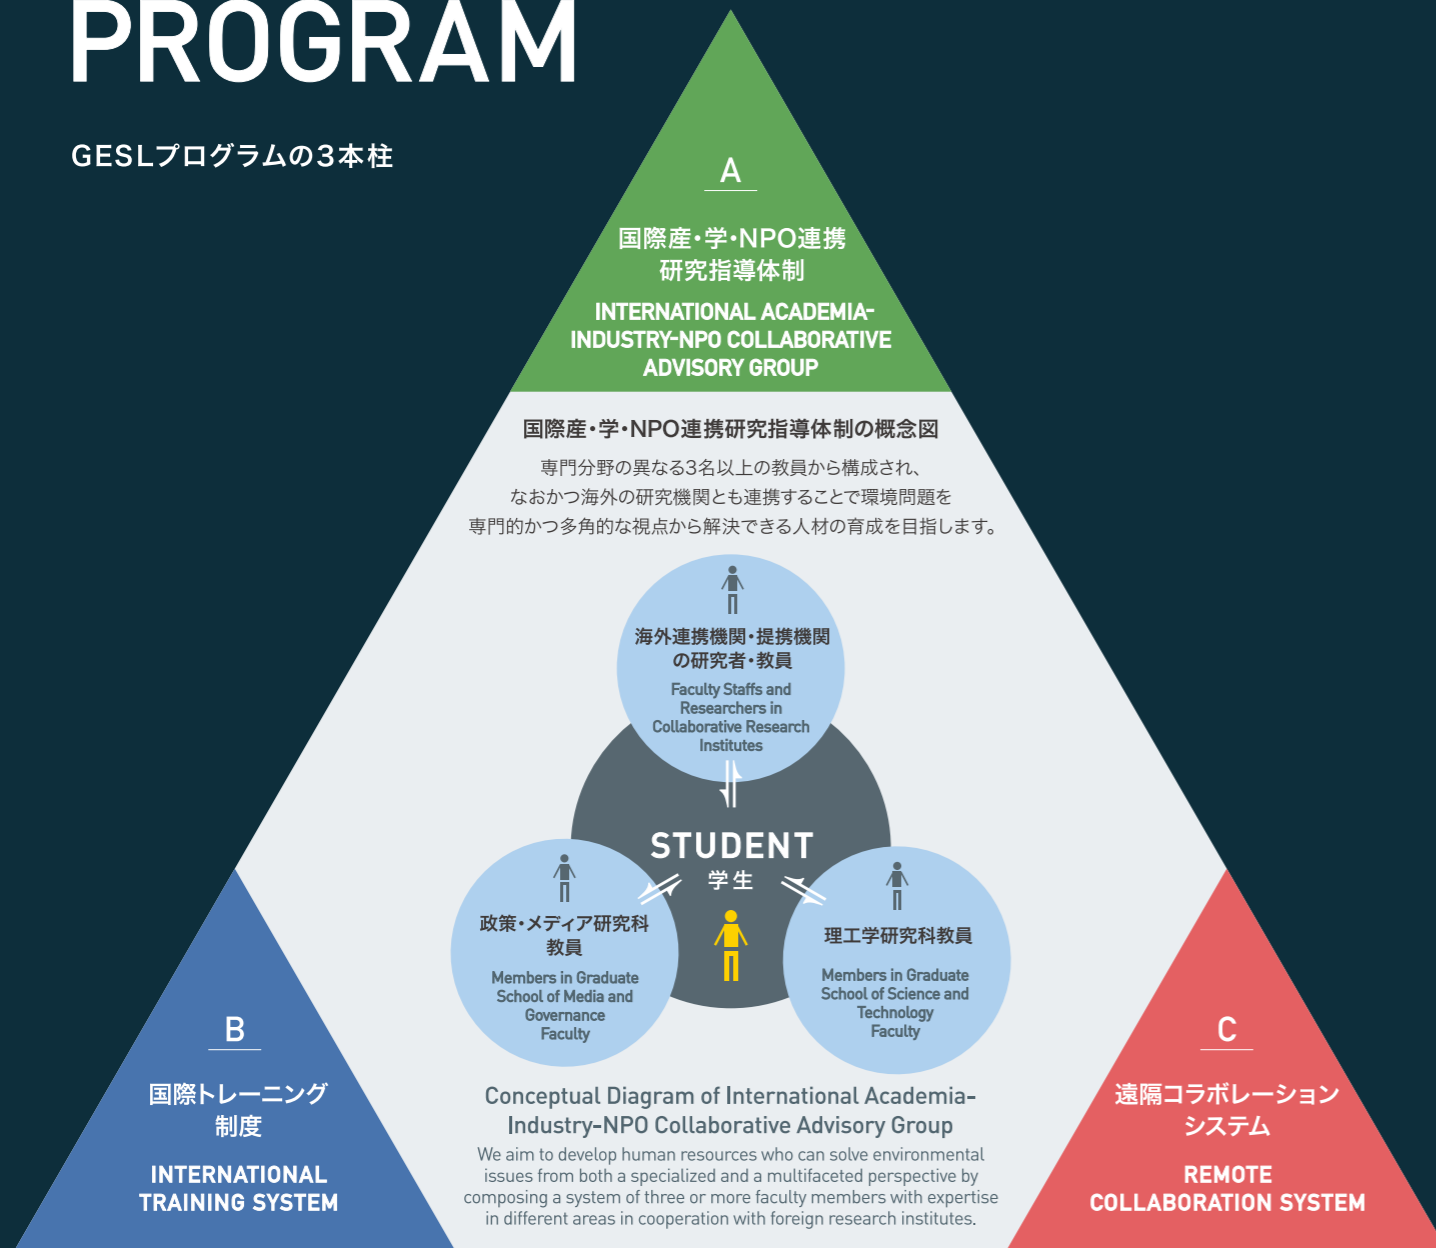 PROGRAM
GESLプログラムの3本柱
A
国際産・学・NPO連携
研究指導体制
INTERNATIONAL ACADEMIA-
INDUSTRY-NPO COLLABORATIVE
ADVISORY GROUP
国際産・学・NPO連携研究指導体制の概念図
専門分野の異なる3名以上の教員から構成され、
なおかつ海外の研究機関とも連携することで環境問題を
専門的かつ多角的な視点から解決できる人材の育成を目指します。
海外連携機関・提携機関
の研究者・教員
Faculty Staffs and
Researchers in
Collaborative Research
Institutes
STUDENT
学生
政策・メディア研究科
教員
Members in Graduate
School of Media and
Governance
Faculty
理工学研究科教員
Members in Graduate
School of Science and
Technology
Faculty
B
国際トレーニング
制度
INTERNATIONAL
TRAINING SYSTEM
C
遠隔コラボレーション
システム
REMOTE
COLLABORATION SYSTEM
Conceptual Diagram of International Academia-
Industry-NPO Collaborative Advisory Group
We aim to develop human resources who can solve environmental
issues from both a specialized and a multifaceted perspective by
composing a system of three or more faculty members with expertise
in different areas in cooperation with foreign research institutes.